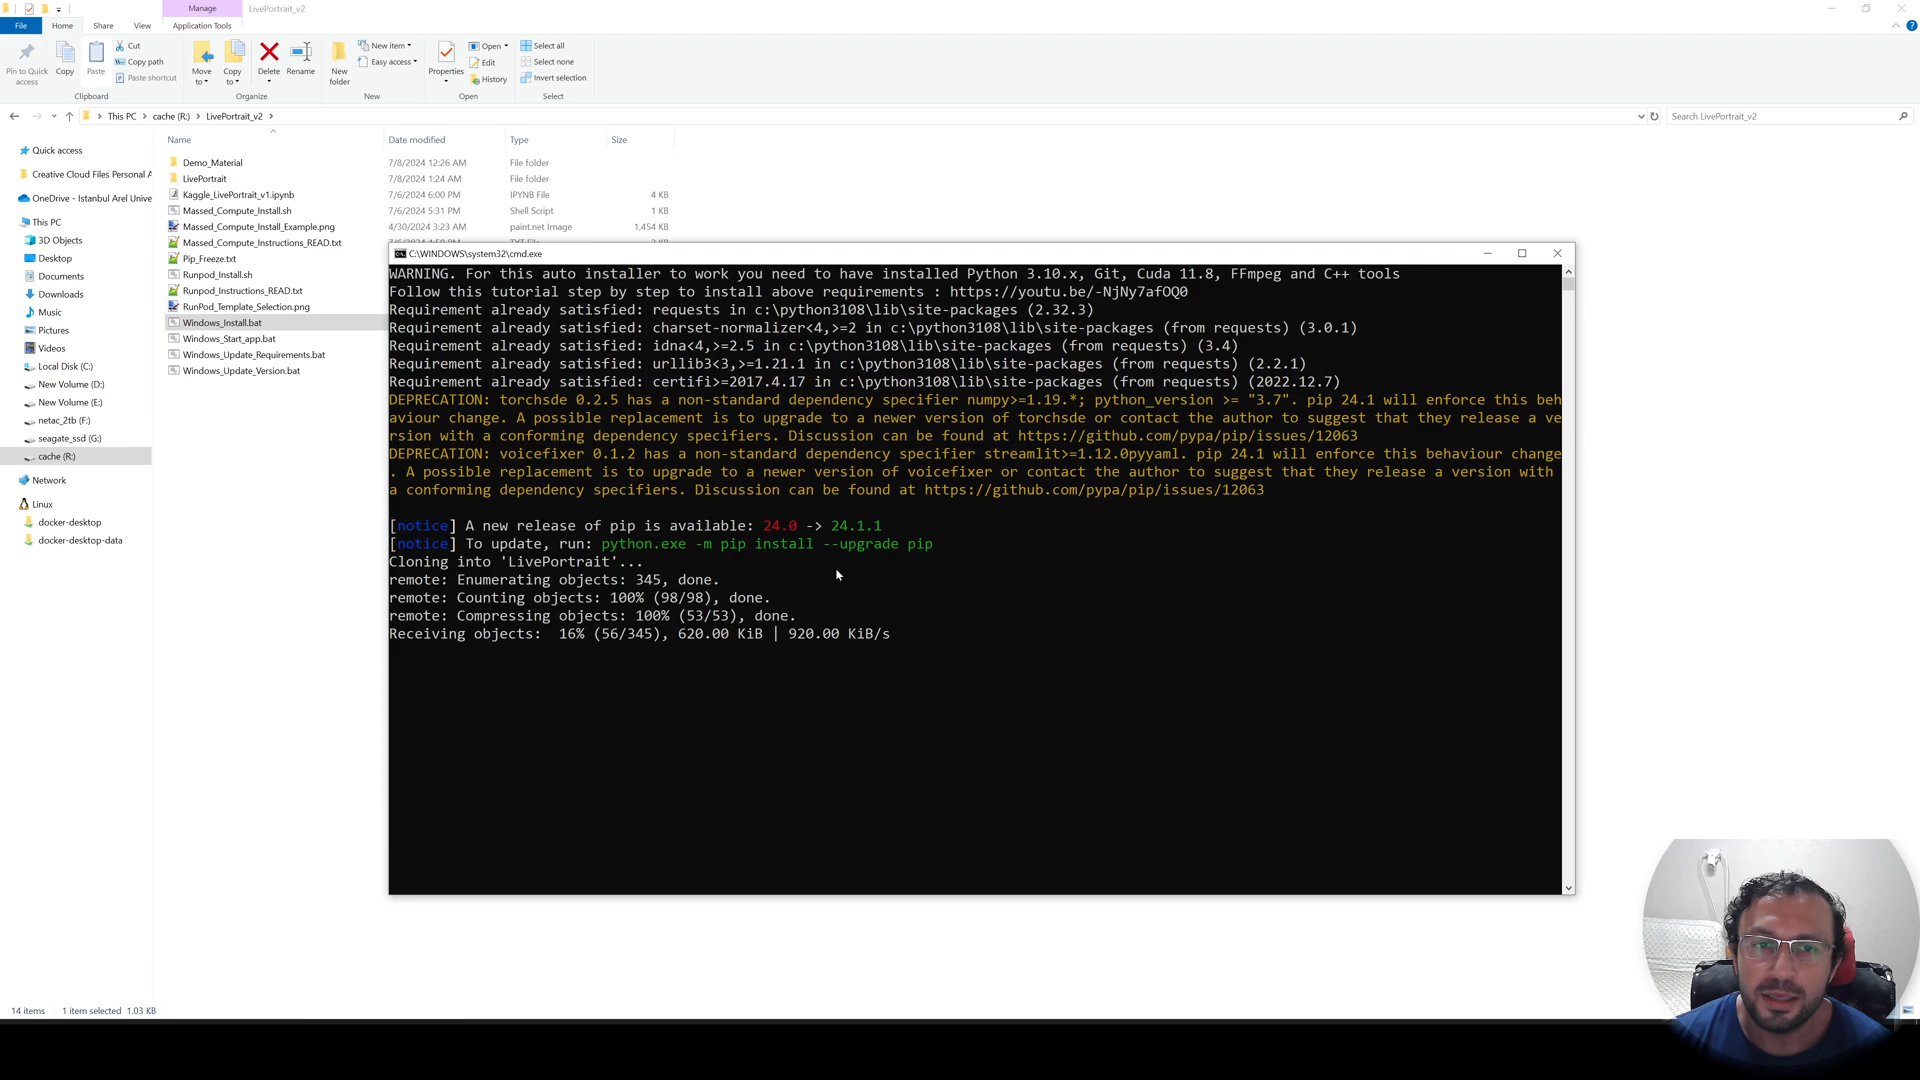 Manage
LivePortrait_v2
File
Home
Share
View
Application Tools
Pin to Quick
access
Copy
Paste
Cut
Copy path
Paste shortcut
Clipboard
Move
to
Copy
to
Delete
Rename
Organize
New
folder
New item
Easy access
New
Properties
Open
Edit
History
Open
Select all
Select none
Invert selection
Select
This PC > cache (R:) > LivePortrait_v2 >
Search LivePortrait_v2
Quick access
Creative Cloud Files Personal A
OneDrive - Istanbul Arel Unive
This PC
3D Objects
Desktop
Documents
Downloads
Music
Pictures
Videos
Local Disk (C:)
New Volume (D:)
New Volume (E:)
netac_2tb (F:)
seagate_ssd (G:)
cache (R:)
Network
Linux
docker-desktop
docker-desktop-data
Name Date modified Type Size
Demo_Material 7/8/2024 12:26 AM File folder
LivePortrait 7/8/2024 1:24 AM File folder
Kaggle_LivePortrait_v1.ipynb 7/6/2024 6:00 PM IPYNB File 4 KB
Massed_Compute_Install.sh 7/6/2024 5:31 PM Shell Script 1 KB
Massed_Compute_Install_Example.png 4/30/2024 3:23 AM paint.net Image 1,454 KB
Massed_Compute_Instructions_READ.txt
Pip_Freeze.txt
Runpod_Install.sh
Runpod_Instructions_READ.txt
RunPod_Template_Selection.png
Windows_Install.bat
Windows_Start_app.bat
Windows_Update_Requirements.bat
Windows_Update_Version.bat
C:\WINDOWS\system32\cmd.exe
WARNING. For this auto installer to work you need to have installed Python 3.10.x, Git, Cuda 11.8, FFmpeg and C++ tools
Follow this tutorial step by step to install above requirements : https://youtu.be/-NjNy7afOQ0
Requirement already satisfied: requests in c:\python3108\lib\site-packages (2.32.3)
Requirement already satisfied: charset-normalizer<4,>=2 in c:\python3108\lib\site-packages (from requests) (3.0.1)
Requirement already satisfied: idna<4,>=2.5 in c:\python3108\lib\site-packages (from requests) (3.4)
Requirement already satisfied: urllib3<3,>=1.21.1 in c:\python3108\lib\site-packages (from requests) (2.2.1)
Requirement already satisfied: certifi>=2017.4.17 in c:\python3108\lib\site-packages (from requests) (2022.12.7)
DEPRECATION: torchsde 0.2.5 has a non-standard dependency specifier numpy>=1.19.*; python_version >= "3.7". pip 24.1 will enforce this beh
aviour change. A possible replacement is to upgrade to a newer version of torchsde or contact the author to suggest that they release a ve
rsion with a conforming dependency specifiers. Discussion can be found at https://github.com/pypa/pip/issues/12063
DEPRECATION: voicefixer 0.1.2 has a non-standard dependency specifier streamlit>=1.12.0pyyaml. pip 24.1 will enforce this behaviour change
. A possible replacement is to upgrade to a newer version of voicefixer or contact the author to suggest that they release a version with
a conforming dependency specifiers. Discussion can be found at https://github.com/pypa/pip/issues/12063
[notice] A new release of pip is available: 24.0 -> 24.1.1
[notice] To update, run: python.exe -m pip install --upgrade pip
Cloning into 'LivePortrait'...
remote: Enumerating objects: 345, done.
remote: Counting objects: 100% (98/98), done.
remote: Compressing objects: 100% (53/53), done.
Receiving objects:  16% (56/345), 620.00 KiB | 920.00 KiB/s
14 items
1 item selected 1.03 KB